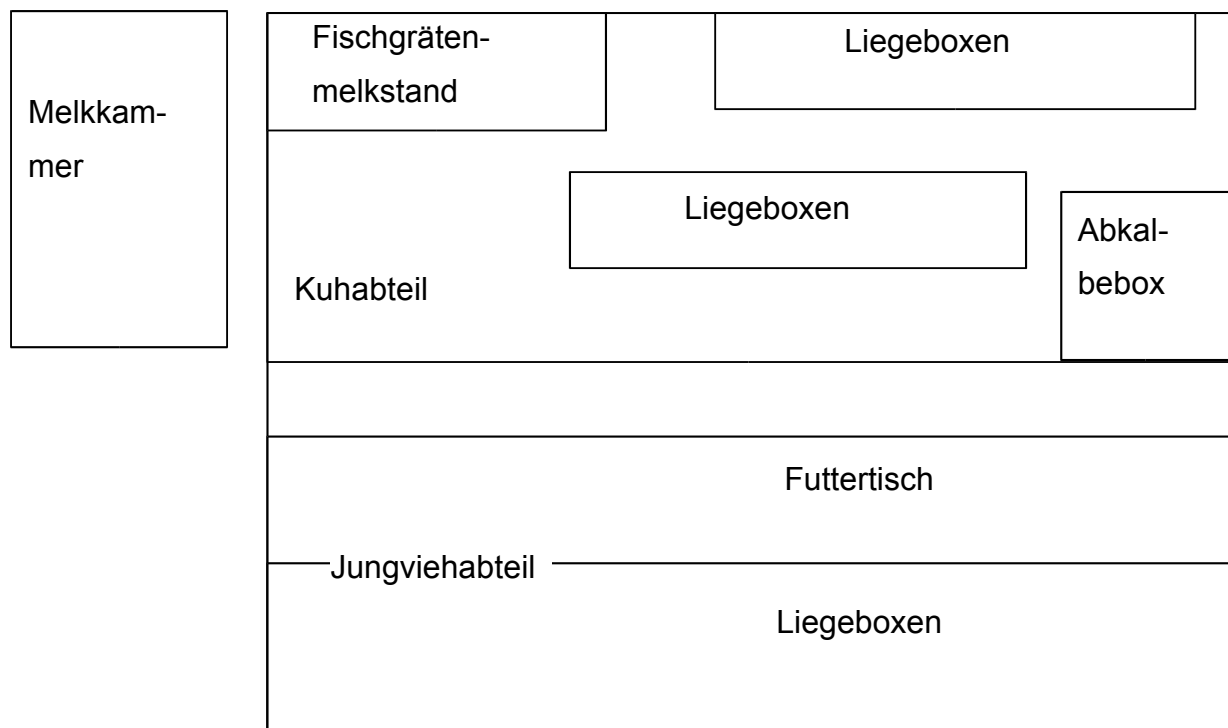 Fischgräten-
melkstand
Liegeboxen
Melkkam-
mer
Liegeboxen
Abkal-
bebox
Kuhabteil
Futtertisch
Jungviehabteil
Liegeboxen